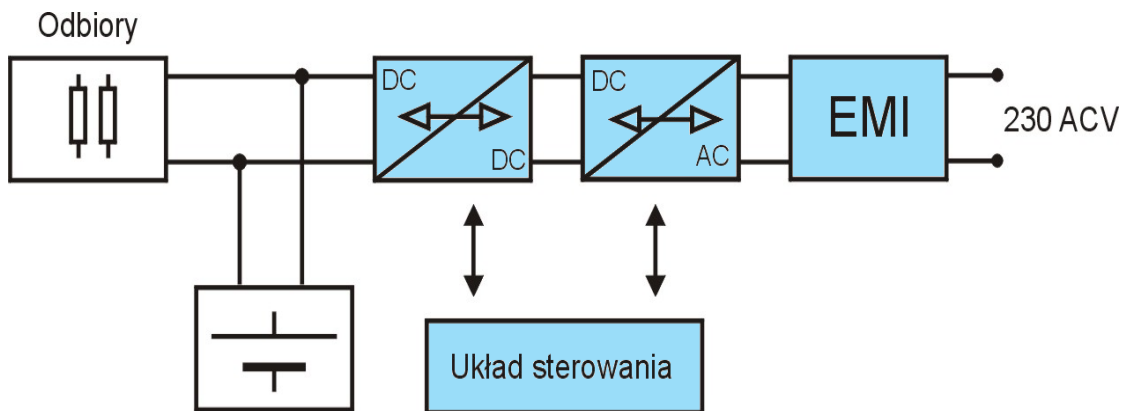 Odbiory
DC
DC
DC
AC
EMI
230 ACV
Układ sterowania